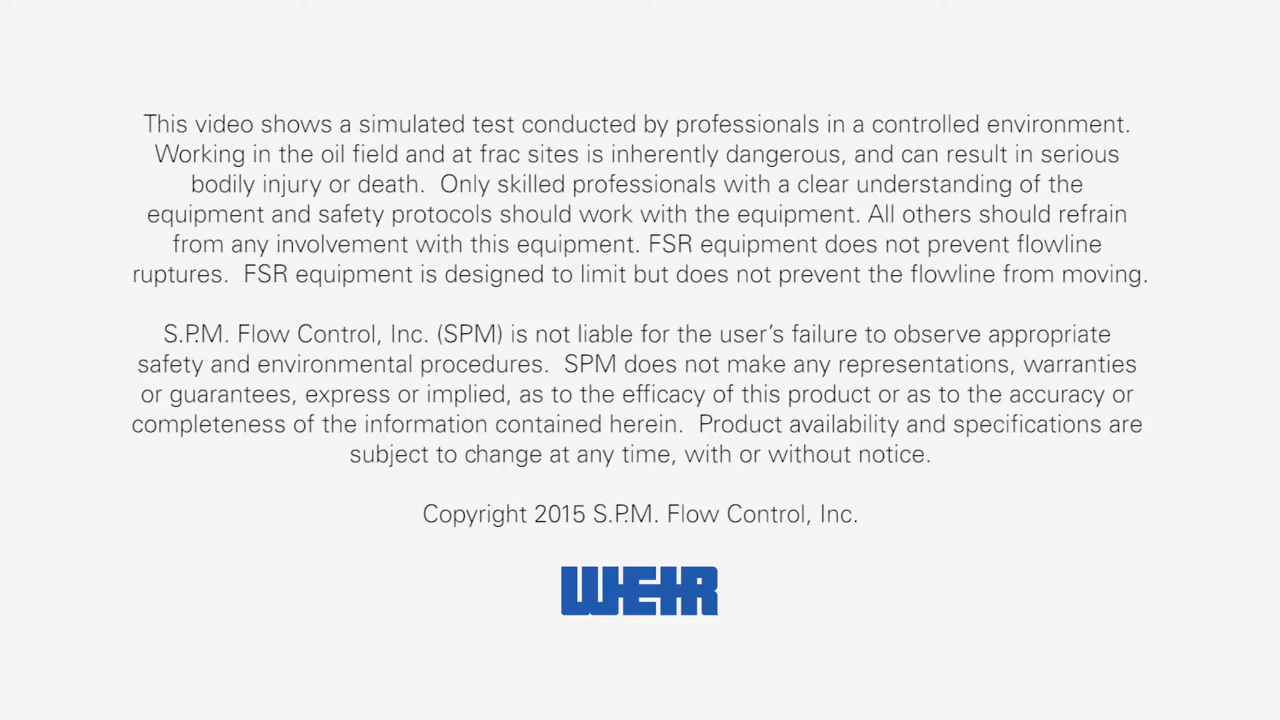 This video shows a simulated test conducted by professionals in a controlled environment.
Working in the oil field and at frac sites is inherently dangerous, and can result in serious
bodily injury or death.  Only skilled professionals with a clear understanding of the
equipment and safety protocols should work with the equipment. All others should refrain
from any involvement with this equipment. FSR equipment does not prevent flowline
ruptures.  FSR equipment is designed to limit but does not prevent the flowline from moving.
S.P.M. Flow Control, Inc. (SPM) is not liable for the user’s failure to observe appropriate
safety and environmental procedures.  SPM does not make any representations, warranties
or guarantees, express or implied, as to the efficacy of this product or as to the accuracy or
completeness of the information contained herein.  Product availability and specifications are
subject to change at any time, with or without notice.
Copyright 2015 S.P.M. Flow Control, Inc.
WEIR